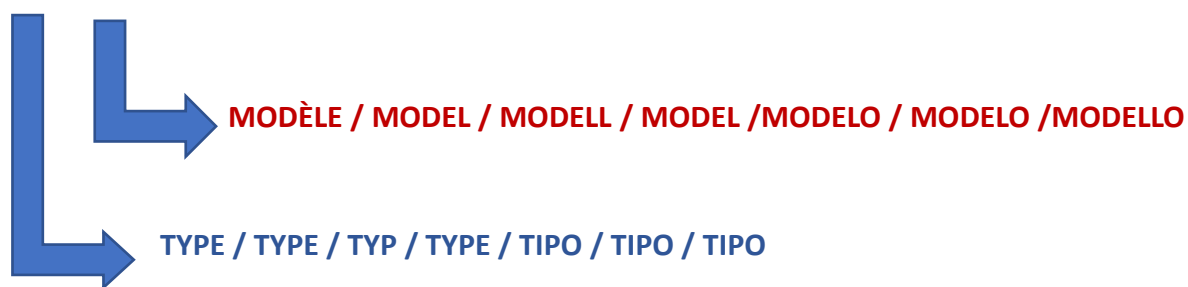 MODÈLE / MODEL / MODELL / MODEL /MODELO / MODELO /MODELLO
TYPE / TYPE / TYP / TYPE / TIPO / TIPO / TIPO